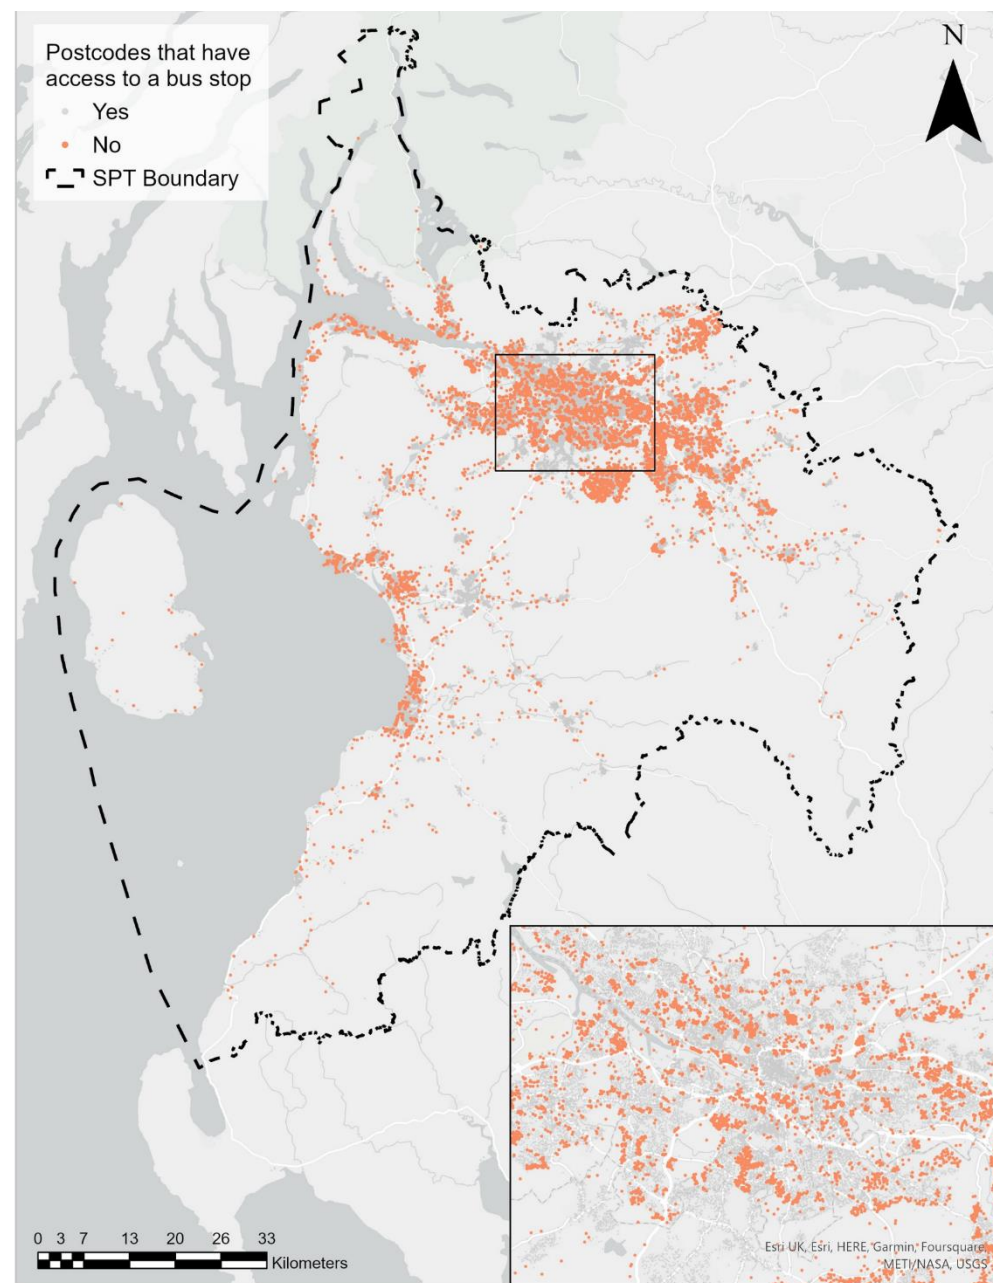 Postcodes that have
access to a bus stop
Yes
No
SPT Boundary
N
0 3 7 13 20 26 33
Kilometers
Esri UK, Esri, HERE, Garmin, Foursquare,
METI/NASA, USGS